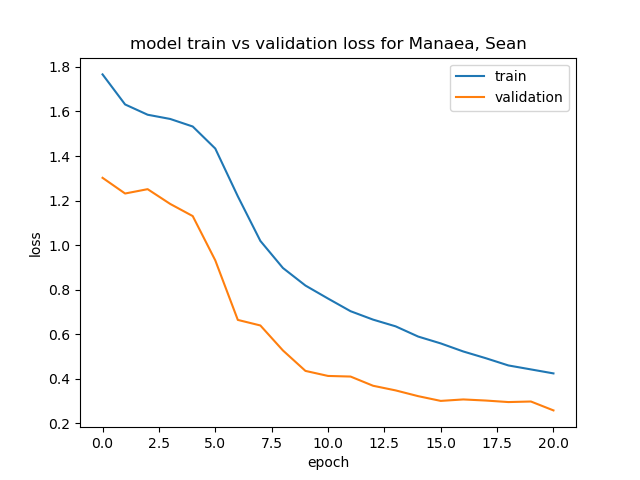 model train vs validation loss for Manaea, Sean
train
validation
loss
1.8
1.6
1.4
1.2
1.0
0.8
0.6
0.4
0.2
0.0 2.5 5.0 7.5 10.0 12.5 15.0 17.5 20.0
epoch